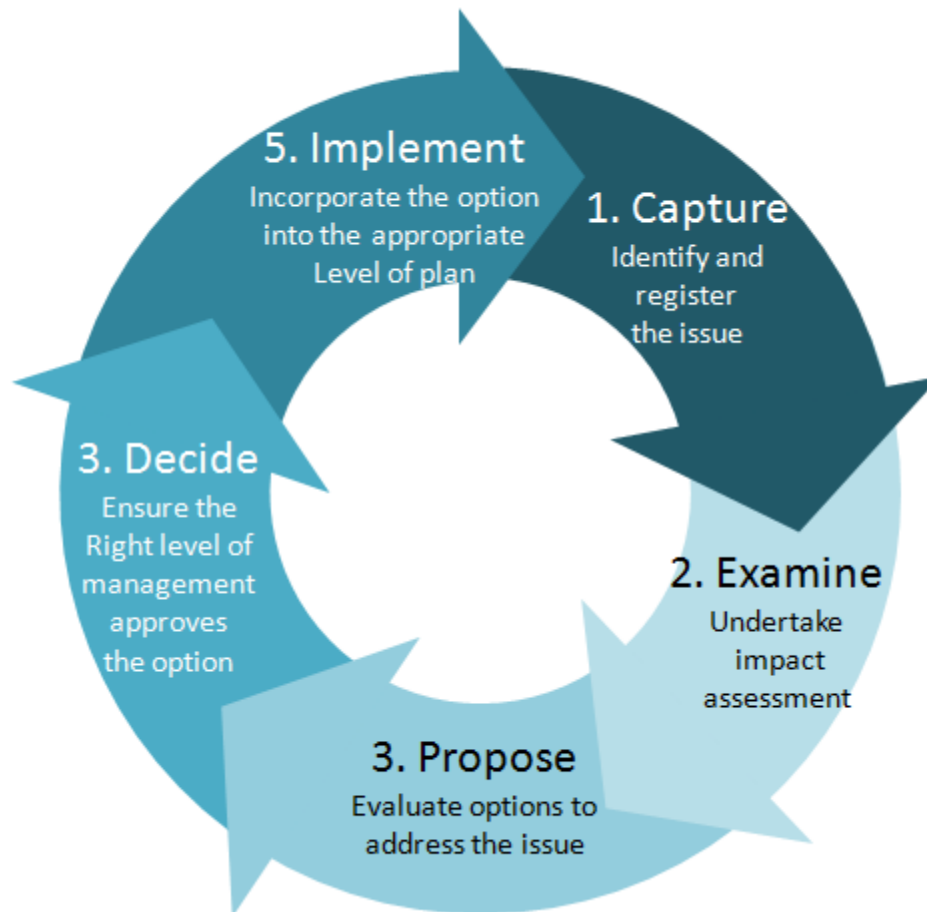 1. Capture
Identify and
register
the issue
2. Examine
Undertake
impact
assessment
3. Propose
Evaluate options to
address the issue
3. Decide
Ensure the
Right level of
management
approves
the option
5. Implement
Incorporate the option
into the appropriate
Level of plan